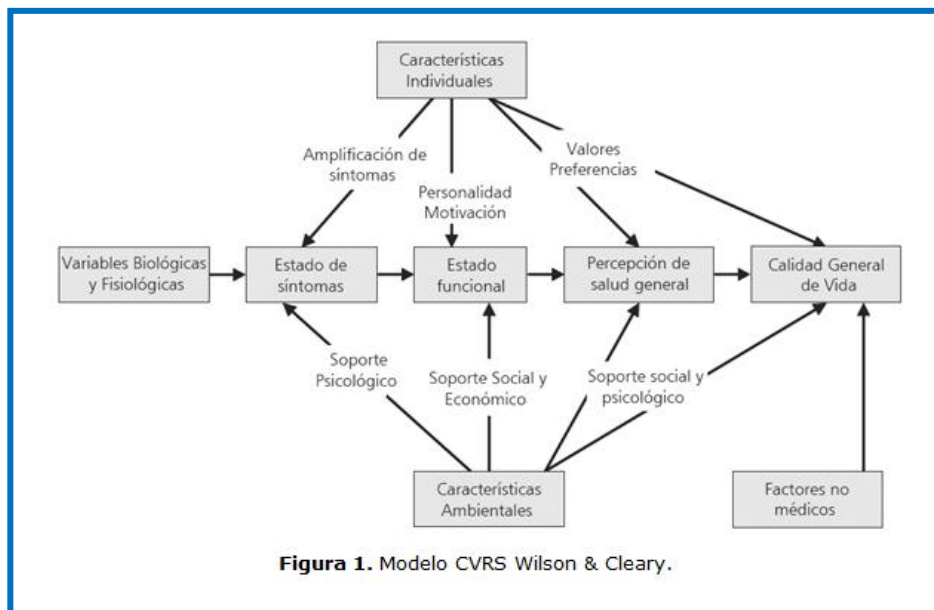 Características
Individuales
Amplificación de
síntomas
Valores
Preferencias
Personalidad
Motivación
Variables Biológicas
y Fisiológicas
Estado de
síntomas
Estado
funcional
Percepción de
salud general
Calidad General
de Vida
Soporte
Psicológico
Soporte Social y
Económico
Soporte social y
psicológico
Características
Ambientales
Factores no
médicos
Figura 1. Modelo CVRS Wilson & Cleary.